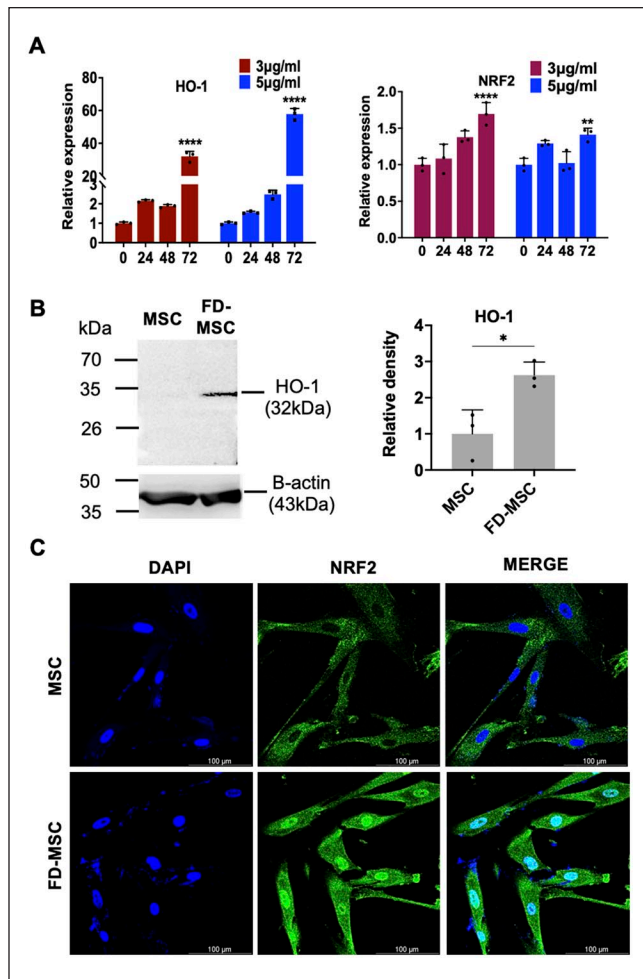 A
HO-1
3µg/ml
5µg/ml
Relative expression
80
60
40
20
3
2
1
0
****
****
0 24 48 72 0 24 48 72
NRF2
3µg/ml
5µg/ml
Relative expression
2.0
1.5
1.0
0.5
0.0
****
**
0 24 48 72 0 24 48 72
B
kDa
MSC
FD-
MSC
70
35
26
HO-1
(32kDa)
50
35
B-actin
(43kDa)
HO-1
Relative density
4
3
2
1
0
*
MSC
FD-MSC
C
DAPI
NRF2
MERGE
MSC
100 µm
100 µm
100 µm
FD-MSC
100 µm
100 µm
100 µm